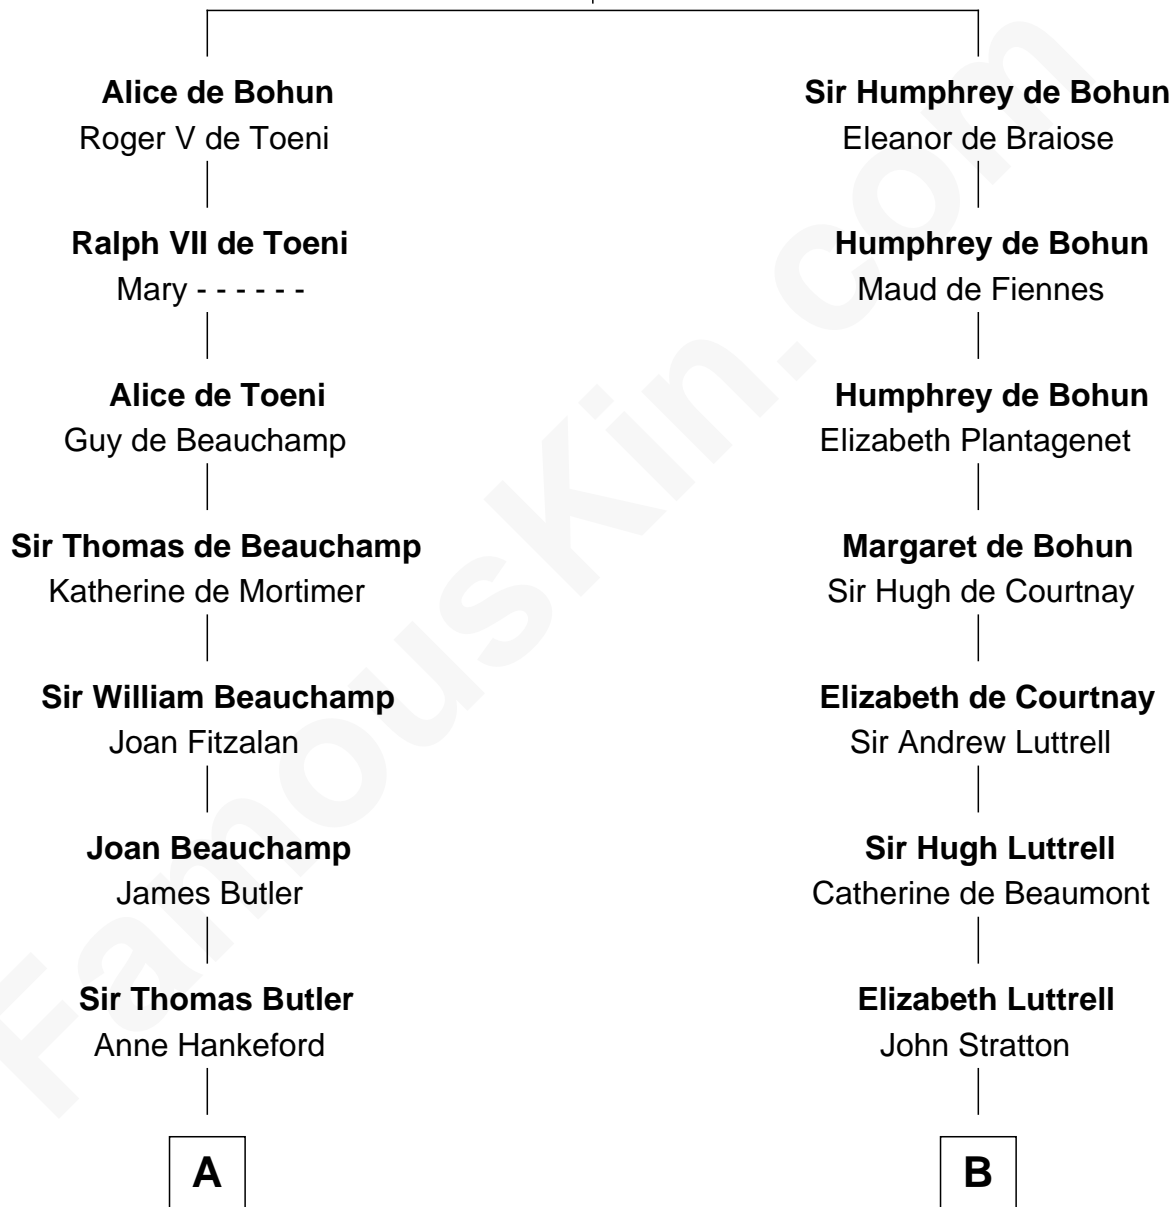 Alice de Bohun
Roger V de Toeni
Ralph VII de Toeni
Mary - - - - - -
Alice de Toeni
Guy de Beauchamp
Sir Thomas de Beauchamp
Katherine de Mortimer
Sir William Beauchamp
Joan Fitzalan
Joan Beauchamp
James Butler
Sir Thomas Butler
Anne Hankeford
A
Sir Humphrey de Bohun
Eleanor de Braiose
Humphrey de Bohun
Maud de Fiennes
Humphrey de Bohun
Elizabeth Plantagenet
Margaret de Bohun
Sir Hugh de Courtnay
Elizabeth de Courtnay
Sir Andrew Luttrell
Sir Hugh Luttrell
Catherine de Beaumont
Elizabeth Luttrell
John Stratton
B
FamousKin.com